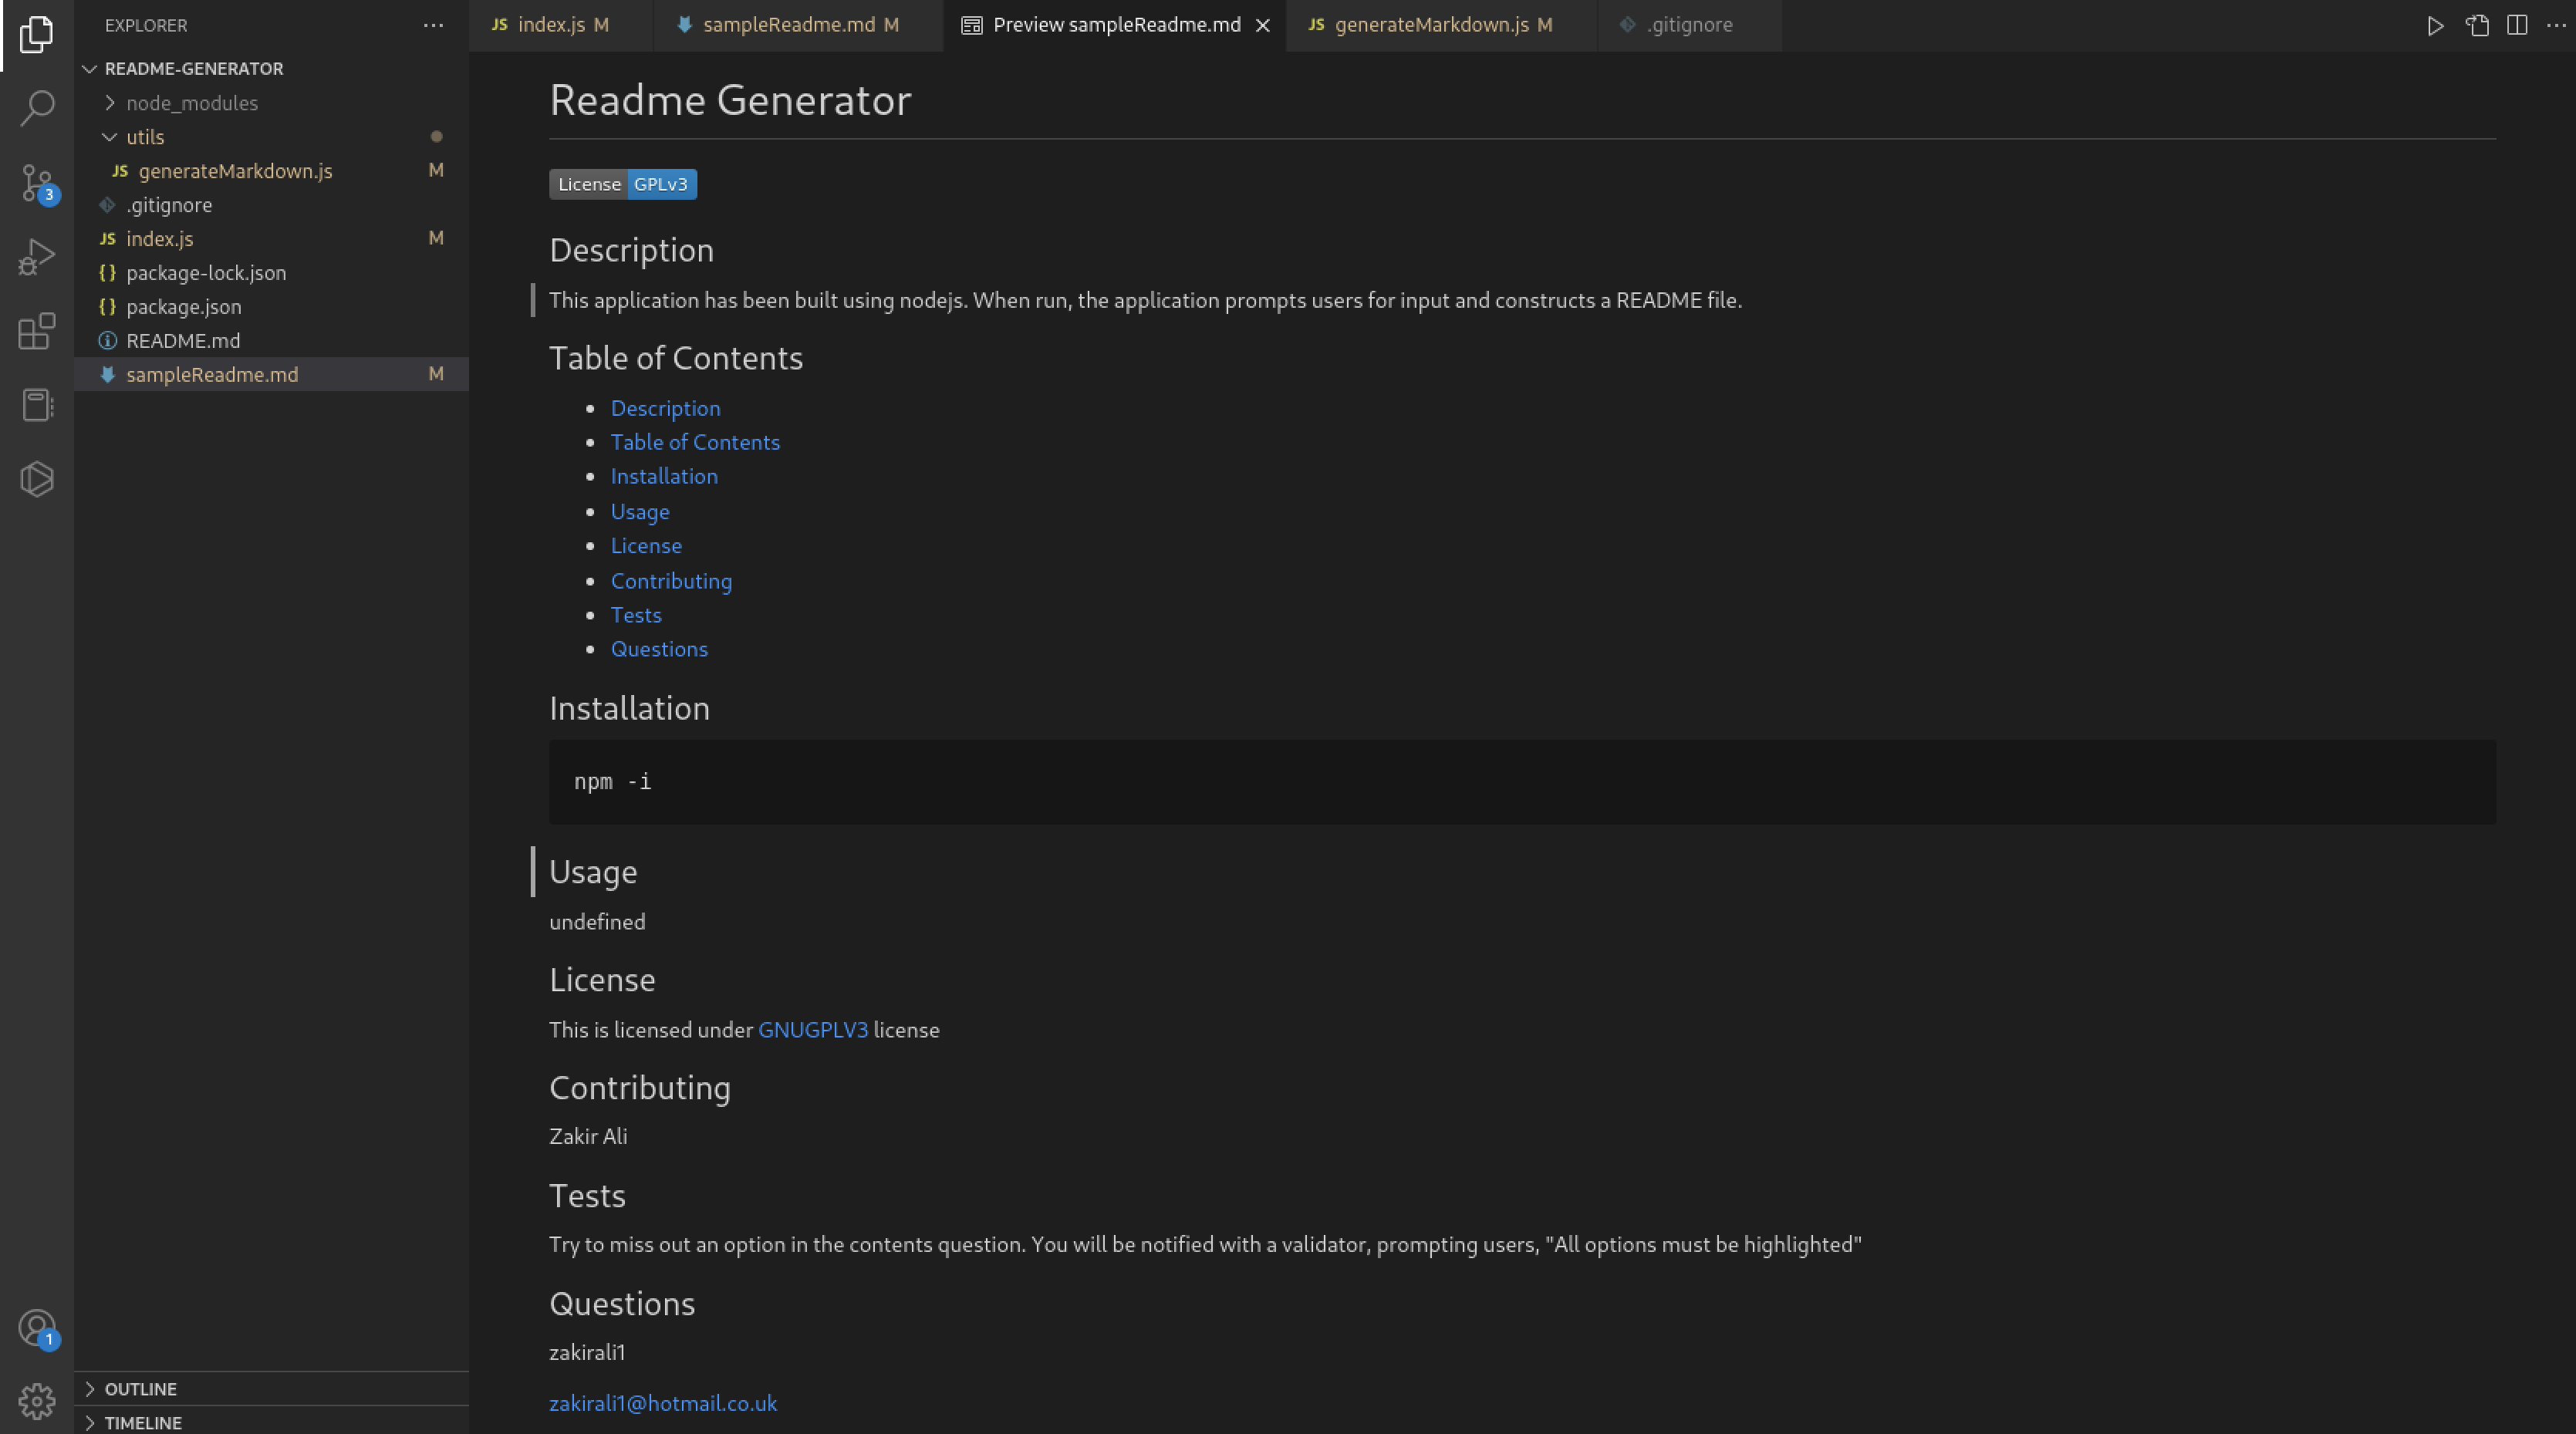 EXPLORER
README-GENERATOR
node_modules
utils
JS generateMarkdown.js M
.gitignore
JS index.js M
{} package-lock.json
{} package.json
README.md
sampleReadme.md M
OUTLINE
TIMELINE
3
1
JS index.js M
sampleReadme.md M
Preview sampleReadme.md
JS generateMarkdown.js M
.gitignore
Readme Generator
License GPLv3
Description
This application has been built using nodejs. When run, the application prompts users for input and constructs a README file.
Table of Contents
Description
Table of Contents
Installation
Usage
License
Contributing
Tests
Questions
Installation
npm -i
Usage
undefined
License
This is licensed under GNUGPLV3 license
Contributing
Zakir Ali
Tests
Try to miss out an option in the contents question. You will be notified with a validator, prompting users, "All options must be highlighted"
Questions
zakirali1
zakirali1@hotmail.co.uk